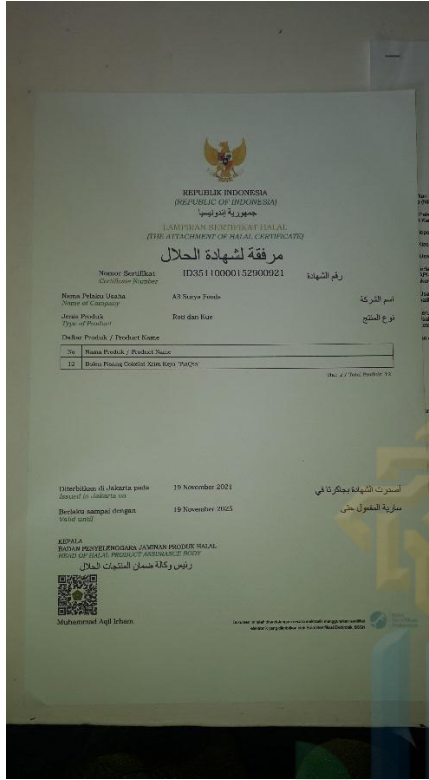 REPUBLIK INDONESIA
(REPUBLIC OF INDONESIA)
جمهورية إندونيسيا
LAMPIRAN SERTIFIKAT HALAL
(THE ATTACHMENT OF HALAL CERTIFICATE)
مرفقة لشهادة الحلال
Nomor Sertifikat ID35110000152900921 رقم الشهادة
Certificate Number
Nama Pelaku Usaha Surya Foods اسم الشركة
Name of Company
Jenis Produk Roti dan Kue نوع المنتج
Type of Product
Daftar Produk / Product Name
No Nama Produk / Product Name
12 Pisang Keju
Diterbitkan di Jakarta pada 19 November 2021 أصدرت الشهادة بجاكرتا في
Issued in Jakarta on
Berlaku sampai dengan 19 November 2025 سارية المفعول حتى
Valid until
KEPALA
BADAN PENYELENGGARA JAMINAN PRODUK HALAL
HEAD OF HALAL PRODUCT ASSURANCE BODY
رئيس وكالة ضمان المنتجات الحلال
Muhammad Aqil Irham